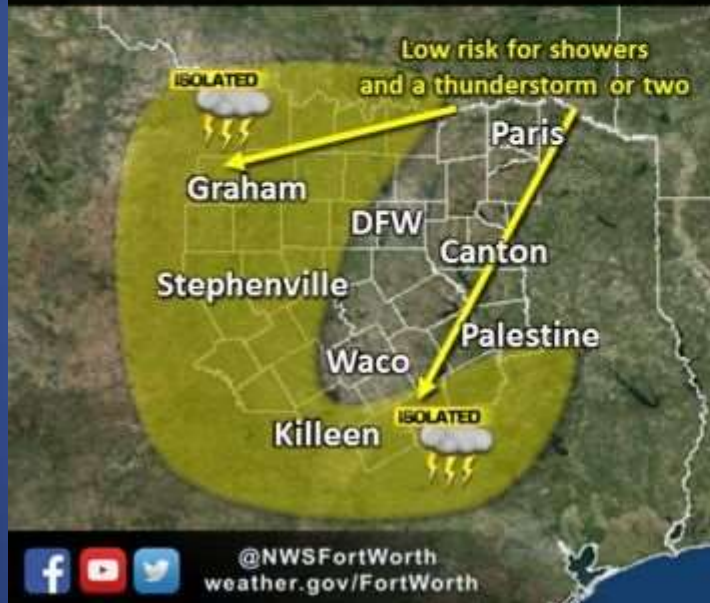 Low risk for showers
and a thunderstorm or two
ISOLATED
Paris
Graham
DFW
Canton
Stephenville
Palestine
Waco
ISOLATED
Killeen
@NWSFortWorth
weather.gov/FortWorth